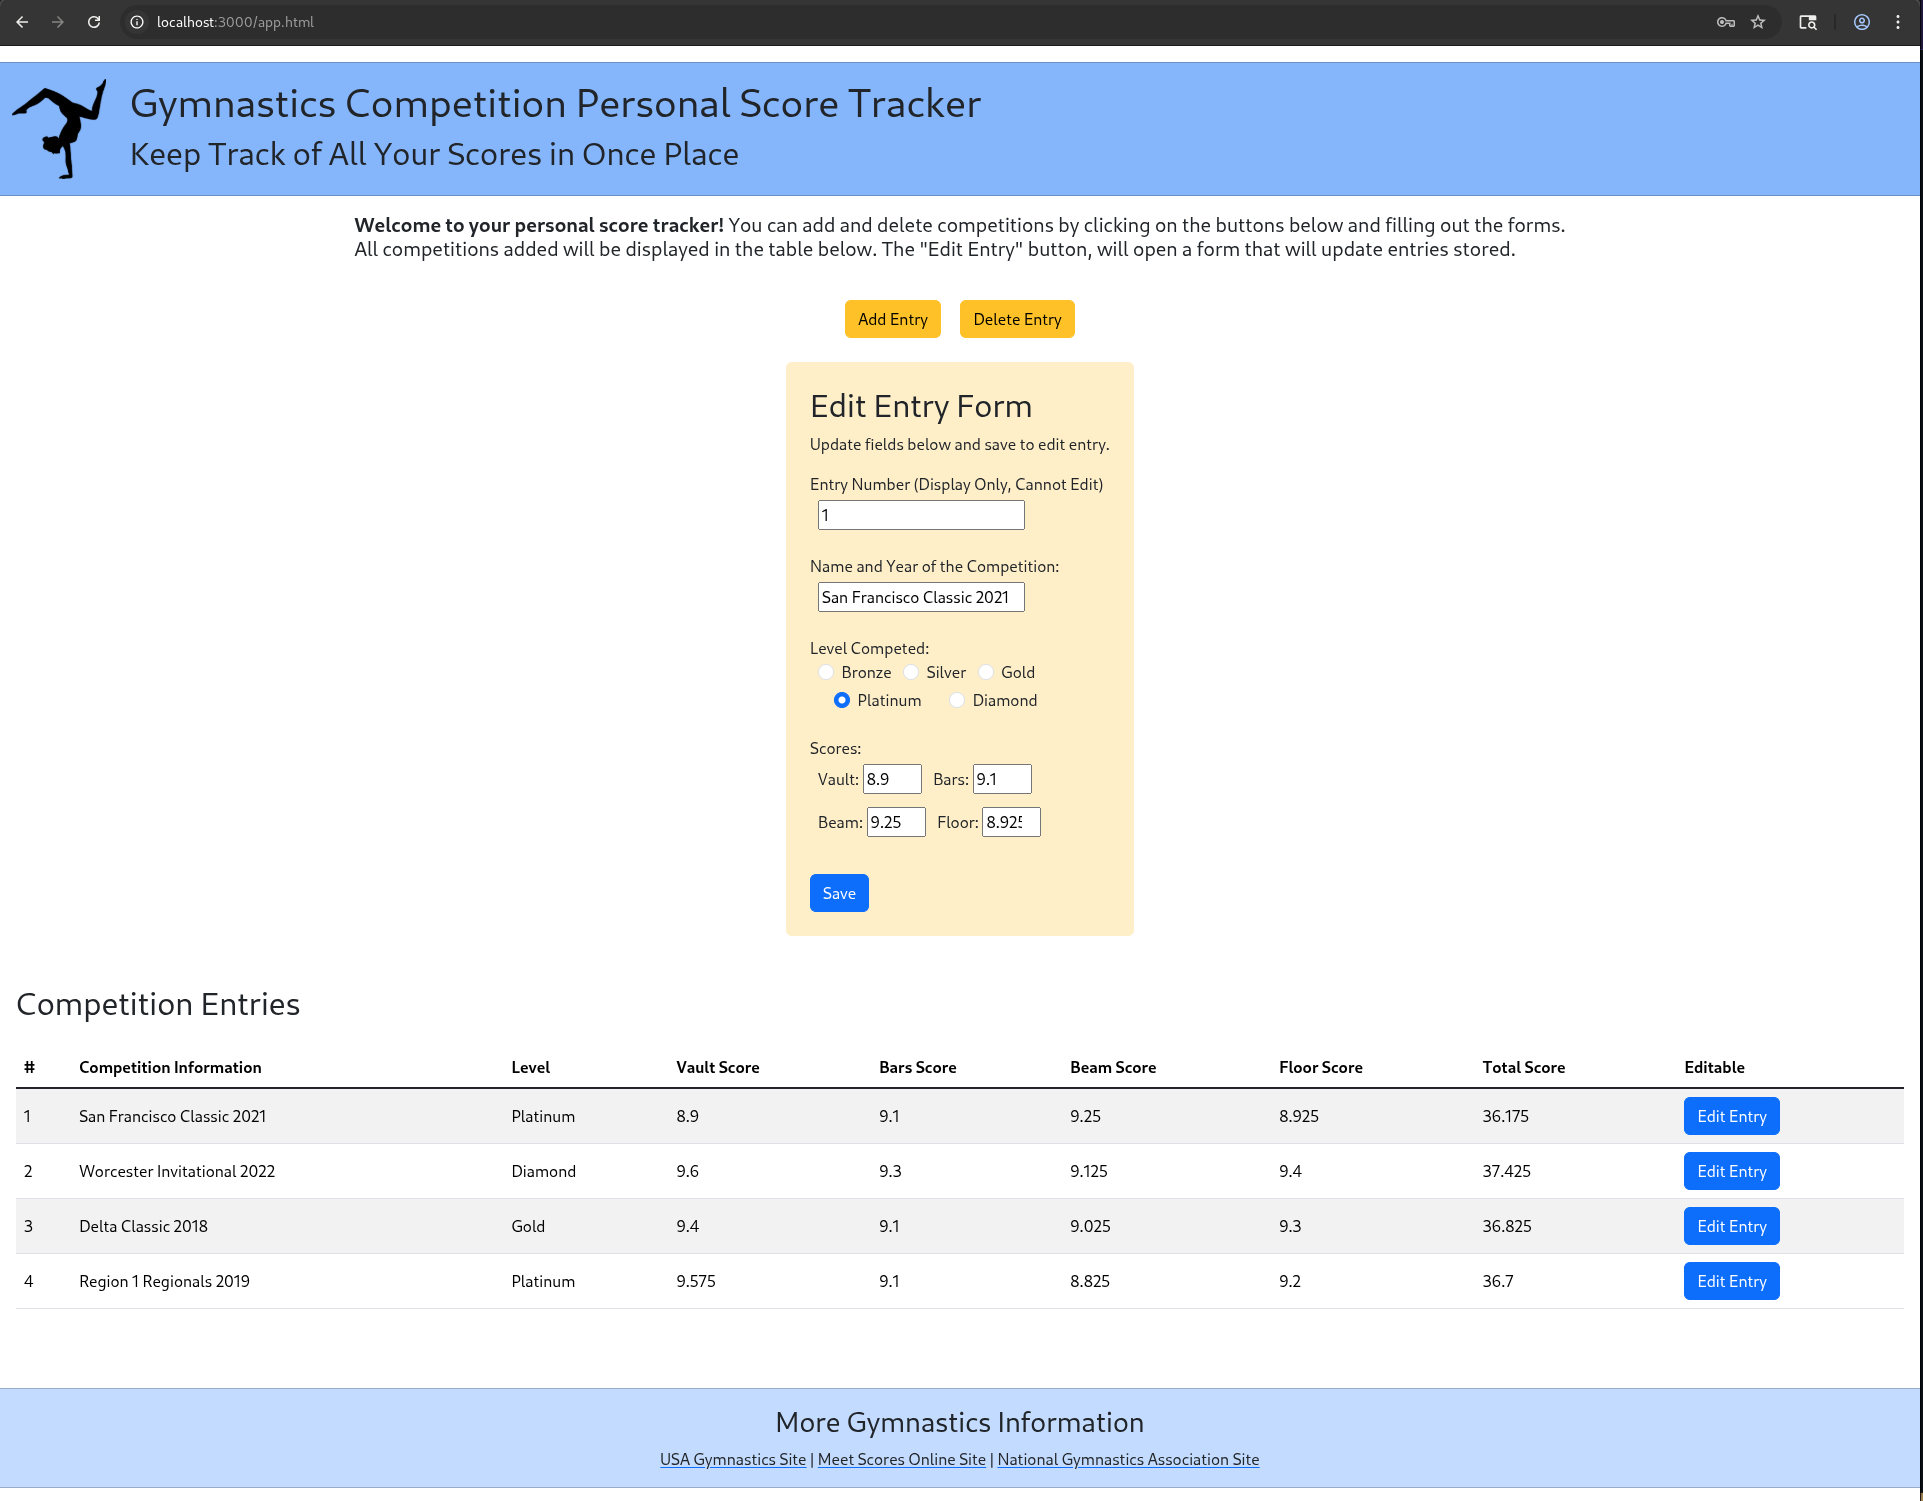 localhost:3000/app.html
Gymnastics Competition Personal Score Tracker
Keep Track of All Your Scores in Once Place
Welcome to your personal score tracker! You can add and delete competitions by clicking on the buttons below and filling out the forms.
All competitions added will be displayed in the table below. The "Edit Entry" button, will open a form that will update entries stored.
Add Entry Delete Entry
Edit Entry Form
Update fields below and save to edit entry.
Entry Number (Display Only, Cannot Edit)
1
Name and Year of the Competition:
San Francisco Classic 2021
Level Competed:
Bronze Silver Gold
Platinum Diamond
Scores:
Vault: 8.9 Bars: 9.1
Beam: 9.25 Floor: 8.925
Save
Competition Entries
# Competition Information Level Vault Score Bars Score Beam Score Floor Score Total Score Editable
1 San Francisco Classic 2021 Platinum 8.9 9.1 9.25 8.925 36.175 Edit Entry
2 Worcester Invitational 2022 Diamond 9.6 9.3 9.125 9.4 37.425 Edit Entry
3 Delta Classic 2018 Gold 9.4 9.1 9.025 9.3 36.825 Edit Entry
4 Region 1 Regionals 2019 Platinum 9.575 9.1 8.825 9.2 36.7 Edit Entry
More Gymnastics Information
USA Gymnastics Site | Meet Scores Online Site | National Gymnastics Association Site